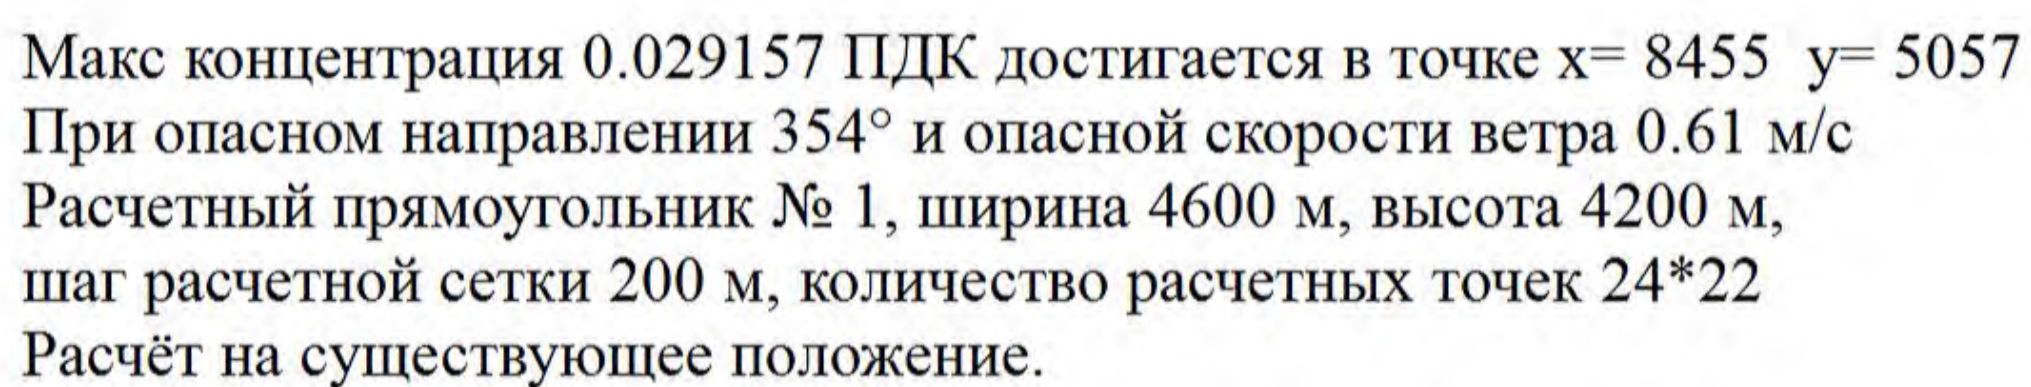 Макс концентрация 0.029157 ПДК достигается в точке x= 8455  y= 5057
При опасном направлении 354° и опасной скорости ветра 0.61 м/с
Расчетный прямоугольник № 1, ширина 4600 м, высота 4200 м,
шаг расчетной сетки 200 м, количество расчетных точек 24*22
Расчёт на существующее положение.